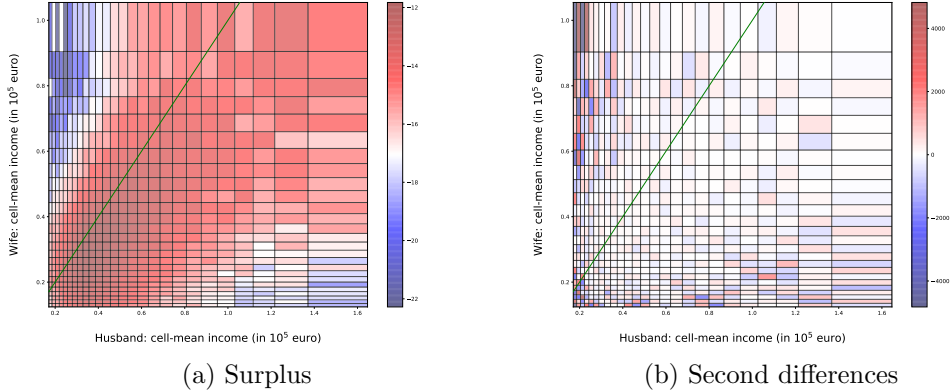 1.0
0.8
0.6
0.4
0.2
Wife: cell-mean income (in 10⁵ euro)
0.2 0.4 0.6 0.8 1.0 1.2 1.4 1.6
Husband: cell-mean income (in 10⁵ euro)
−12
−14
−16
−18
−20
−22
(a) Surplus
1.0
0.8
0.6
0.4
0.2
Wife: cell-mean income (in 10⁵ euro)
0.2 0.4 0.6 0.8 1.0 1.2 1.4 1.6
Husband: cell-mean income (in 10⁵ euro)
4000
2000
0
−2000
−4000
(b) Second differences